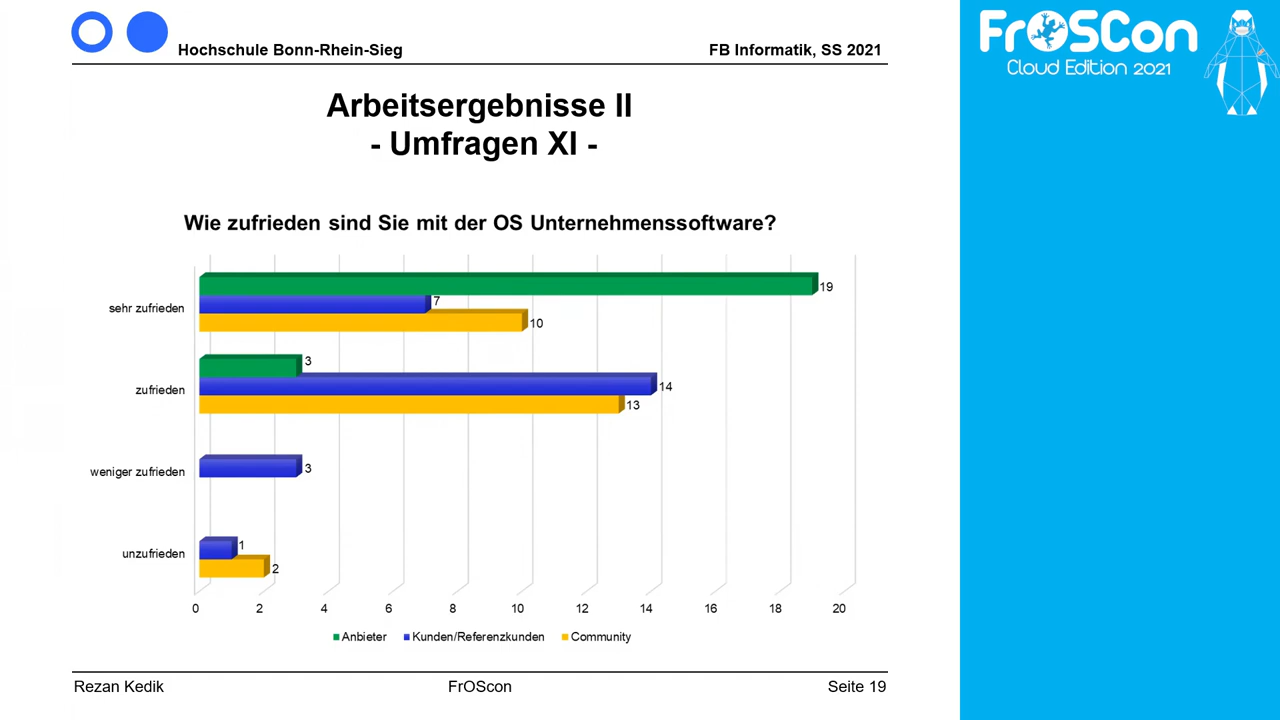 Hochschule Bonn-Rhein-Sieg
FB Informatik, SS 2021
FrOSCon
Cloud Edition 2021
Arbeitsergebnisse II
- Umfragen XI -
Wie zufrieden sind Sie mit der OS Unternehmenssoftware?
sehr zufrieden
19
7
10
zufrieden
3
14
13
weniger zufrieden
3
unzufrieden
1
2
0 2 4 6 8 10 12 14 16 18 20
Anbieter Kunden/Referenzkunden Community
Rezan Kedik
FrOScon
Seite 19